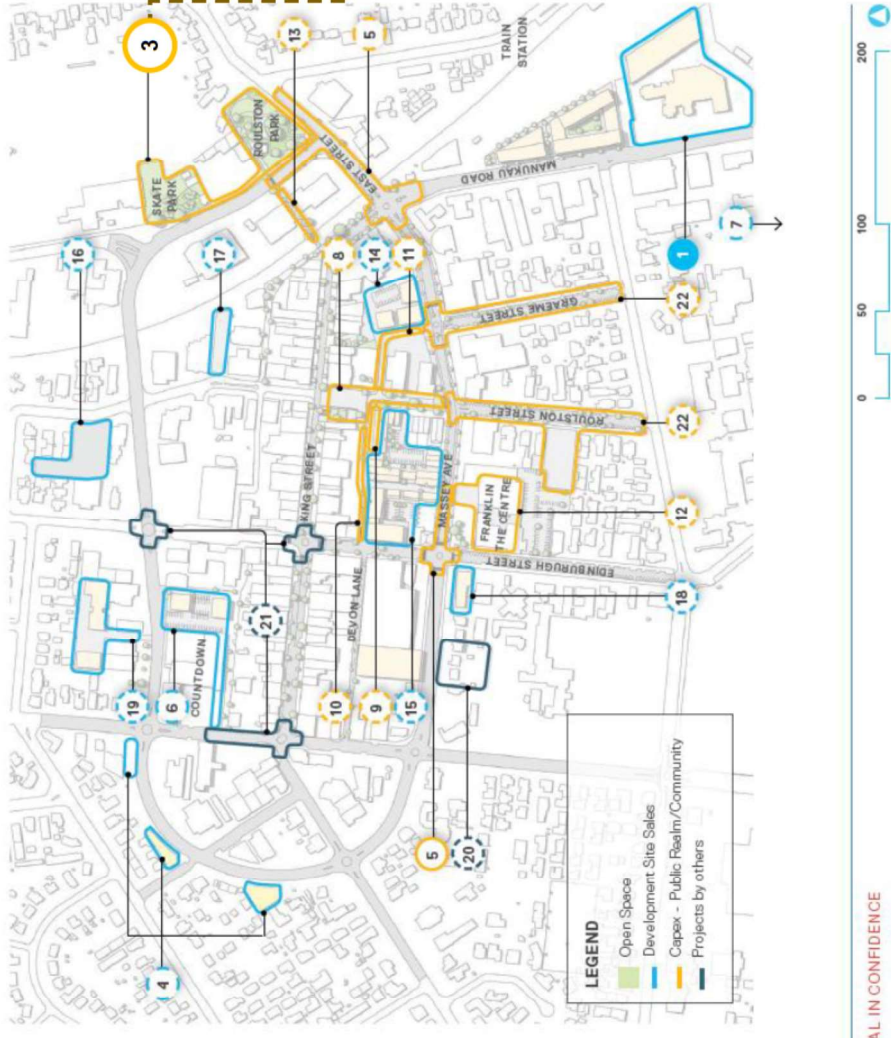 3
13
5
TRAIN
STATION
SKATE
PARK
ROULSTON
PARK
EAST STREET
MANUKAU ROAD
16
17
8
14
11
1
7
GRAEME STREET
22
KING STREET
ROULSTON STREET
22
MASSEY AVE
FRANKLIN
THE CENTRE
12
EDINBURGH STREET
18
DEVON LANE
21
COUNTDOWN
19
6
10
9
15
5
20
4
LEGEND
Open Space
Development Site Sales
Capex - Public Realm/Community
Projects by others
0
50
100
200
AL IN CONFIDENCE